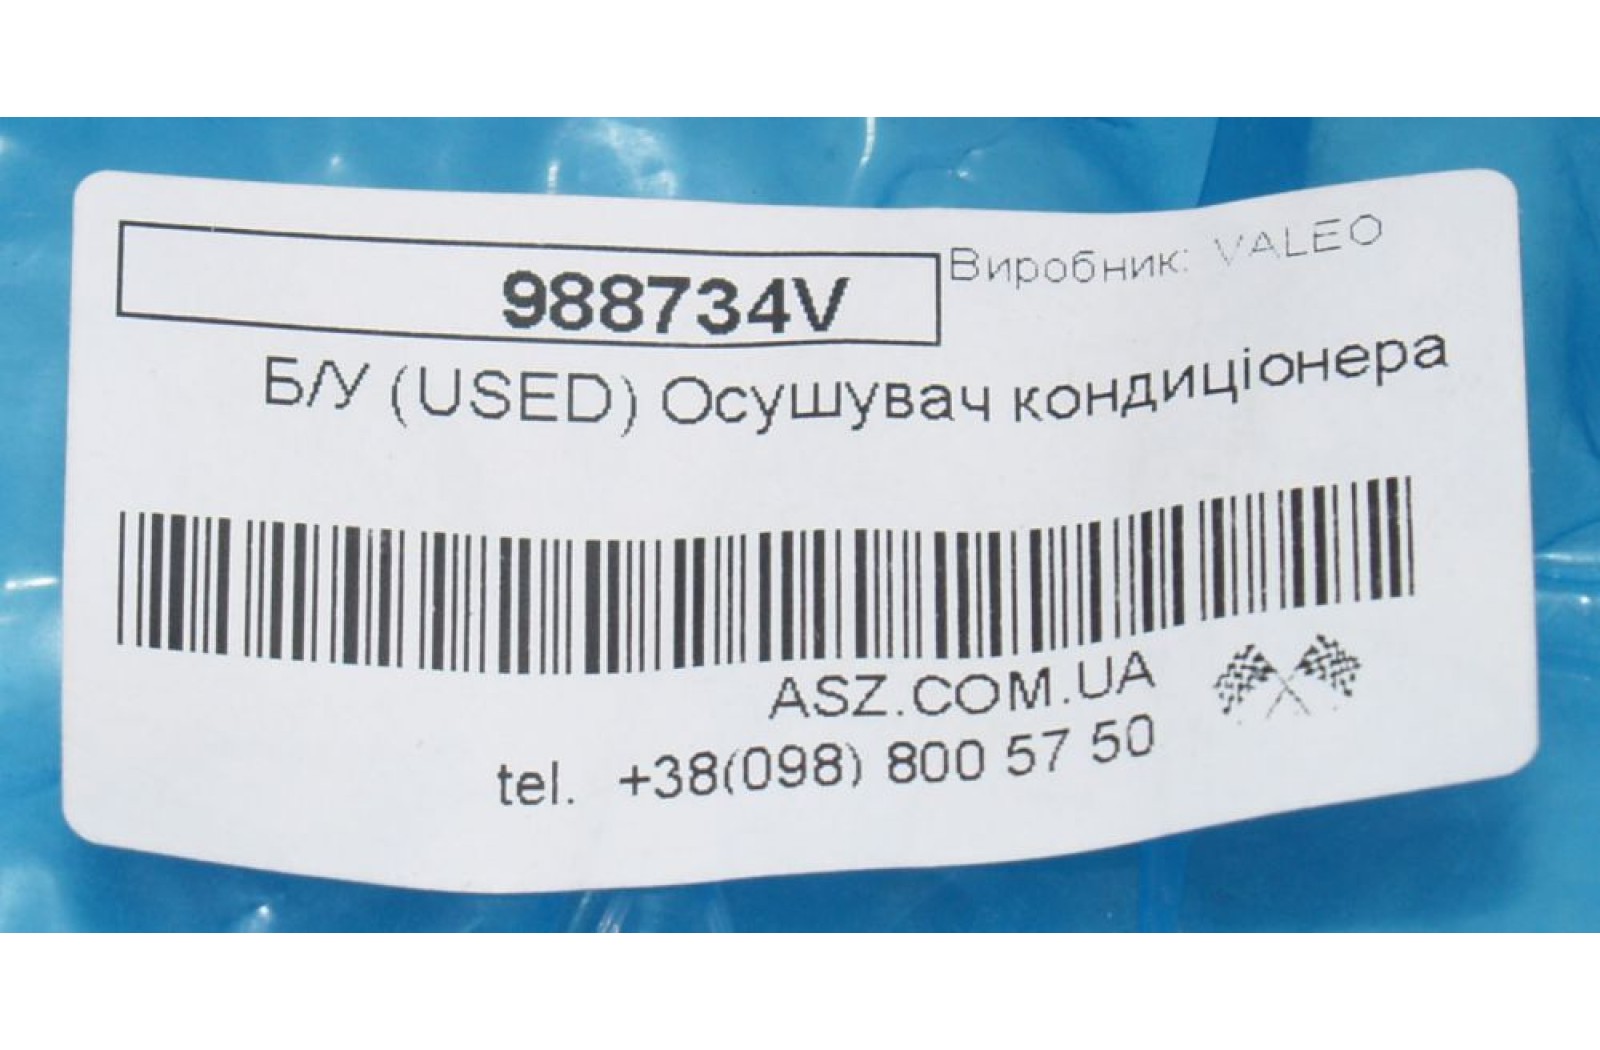 988734V
Виробник: VALEO
Б/У (USED) Осушувач кондиціонера
ASZ.COM.UA
tel. +38(098) 800 57 50